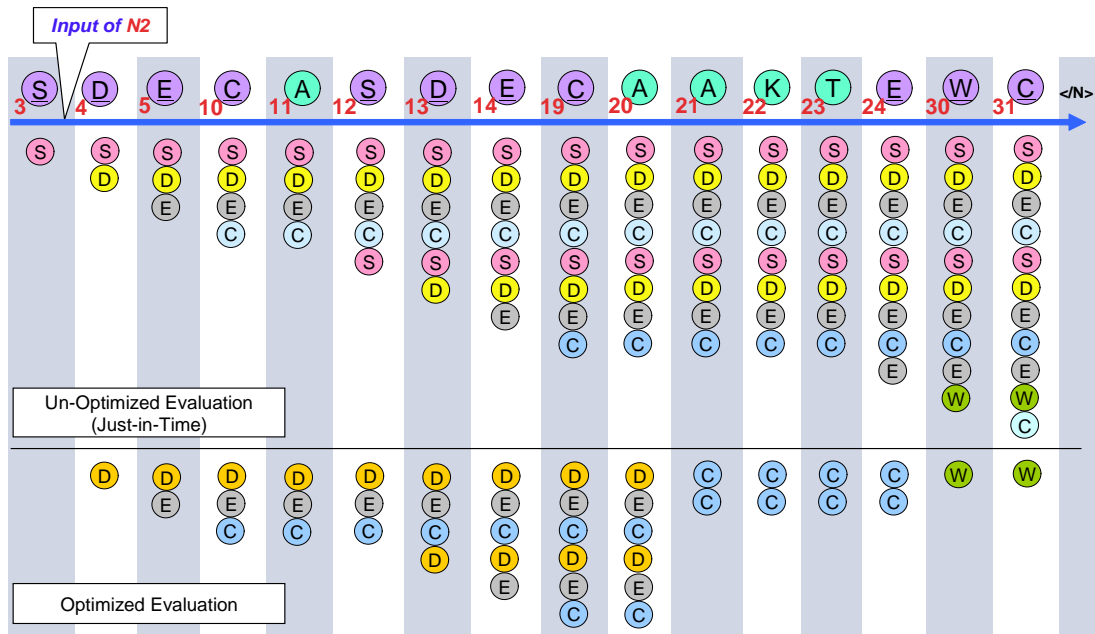 Input of N2
S D E C A S D E C A A K T E W C </N>
3 4 5 10 11 12 13 14 19 20 21 22 23 24 30 31
S S S S S S S S S S S S S S S S
D D D D D D D D D D D D D D D
E E E E E E E E E E E E E E
C C C C C C C C C C C C C
S S S S S S S S S S S
D D D D D D D D D D
E E E E E E E E E
C C C C C C C C
E E E
W W
C
Un-Optimized Evaluation
(Just-in-Time)
D D D D D D D D D C C C C W W
E E E E E E E E C C C C
C C C C C C C
D D D D
E E E
C C
Optimized Evaluation